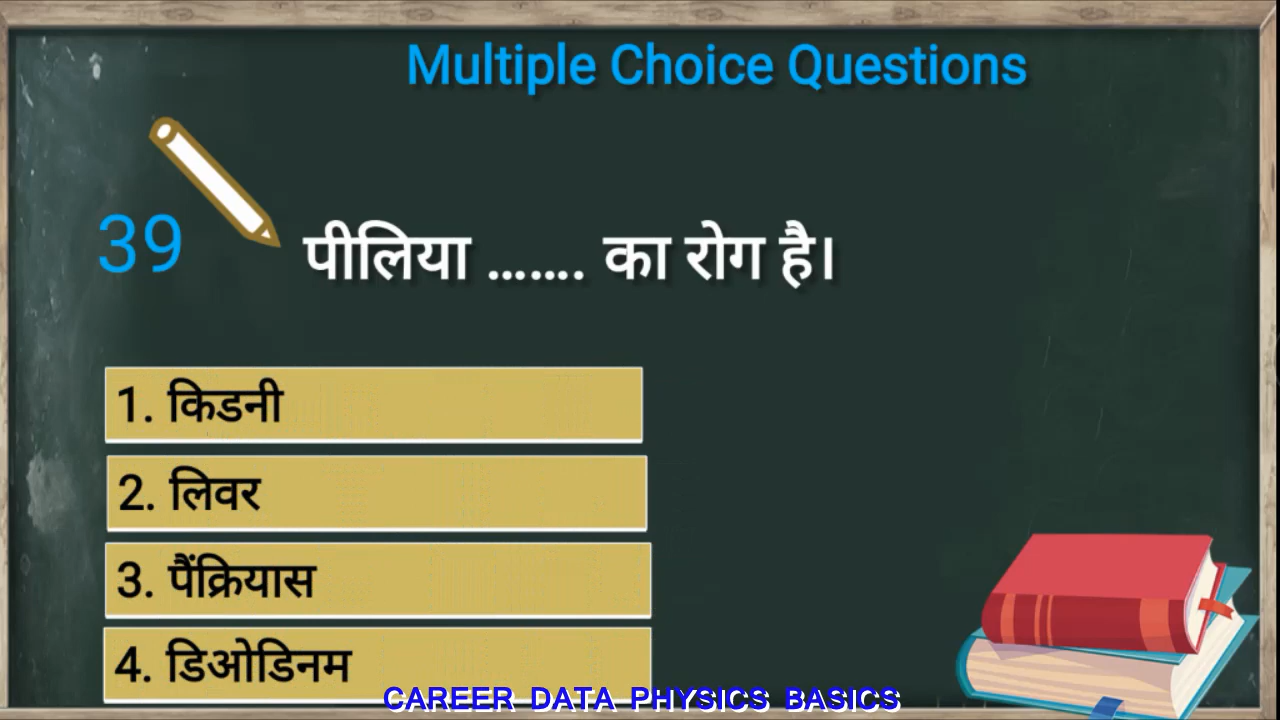 Multiple Choice Questions
39
पीलिया ....... का रोग है।
1. किडनी
2. लिवर
3. पैंक्रियास
4. डिओडिनम
CAREER DATA PHYSICS BASICS